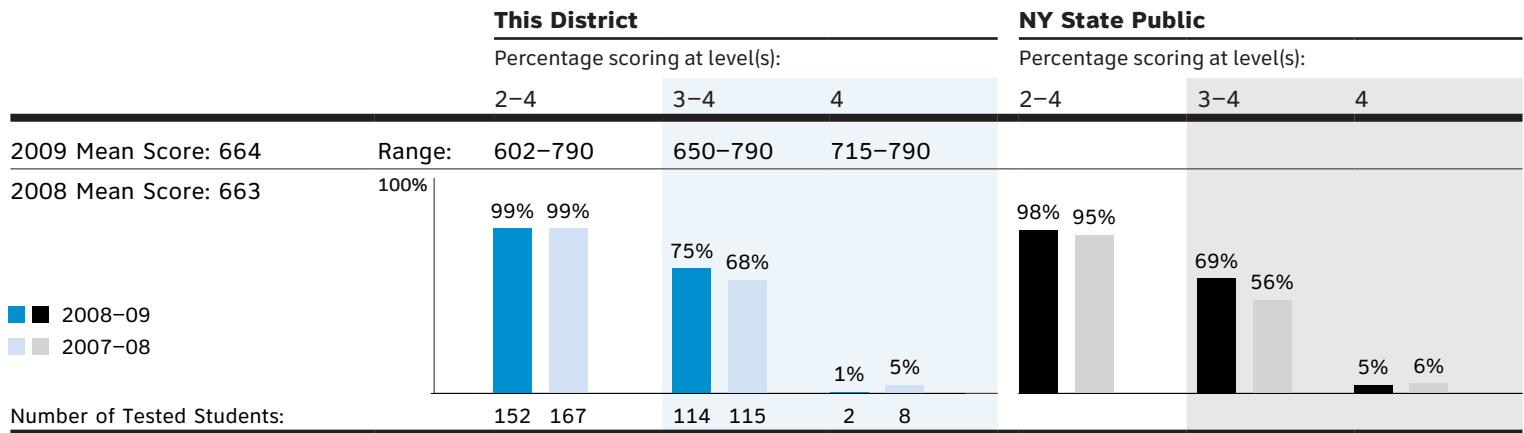 This District NY State Public
Percentage scoring at level(s): Percentage scoring at level(s):
2–4 3–4 4 2–4 3–4 4
2009 Mean Score: 664 Range: 602–790 650–790 715–790
2008 Mean Score: 663 100%
99% 99% 75% 68% 1% 5% 98% 95% 69% 56% 5% 6%
2008–09
2007–08
Number of Tested Students: 152 167 114 115 2 8